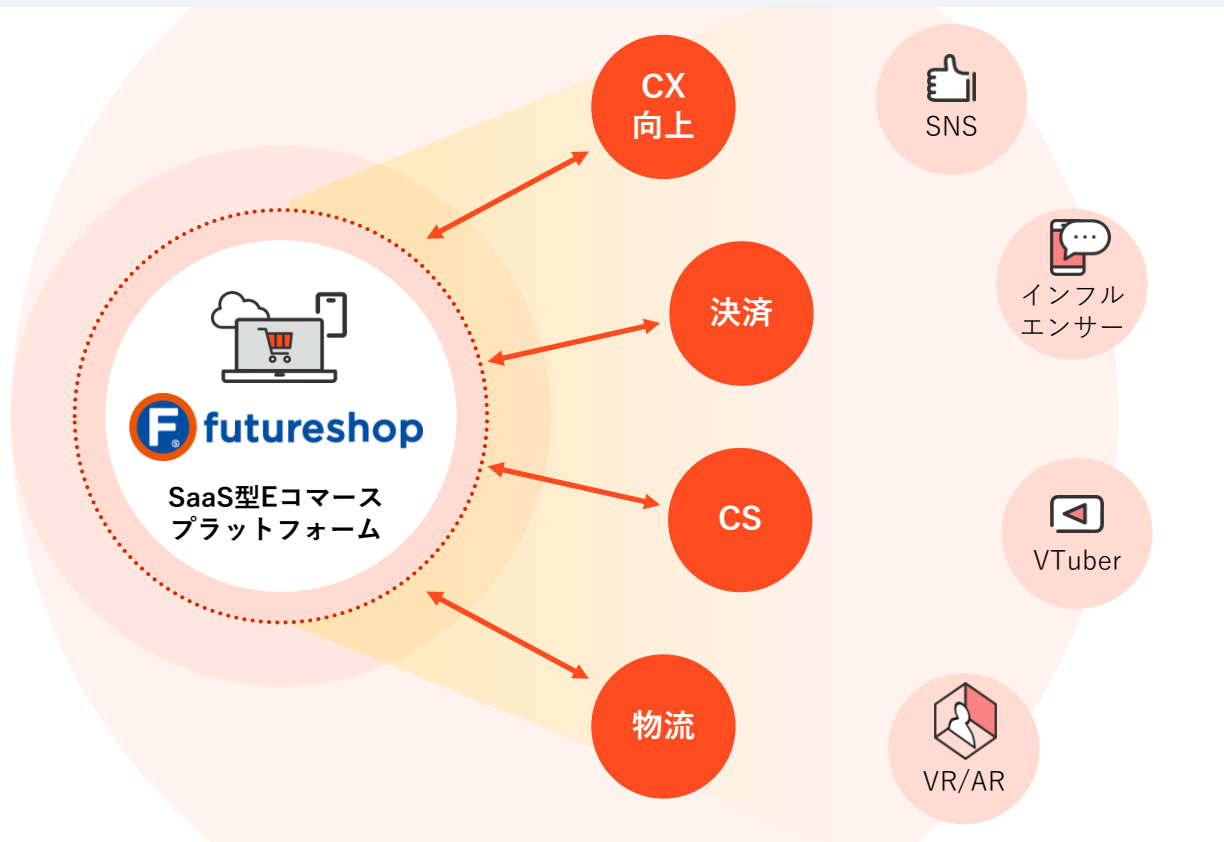 CX
向上
SNS
決済
インフル
エンサー
F
S
futureshop
SaaS型Eコマース
プラットフォーム
CS
VTuber
物流
VR/AR